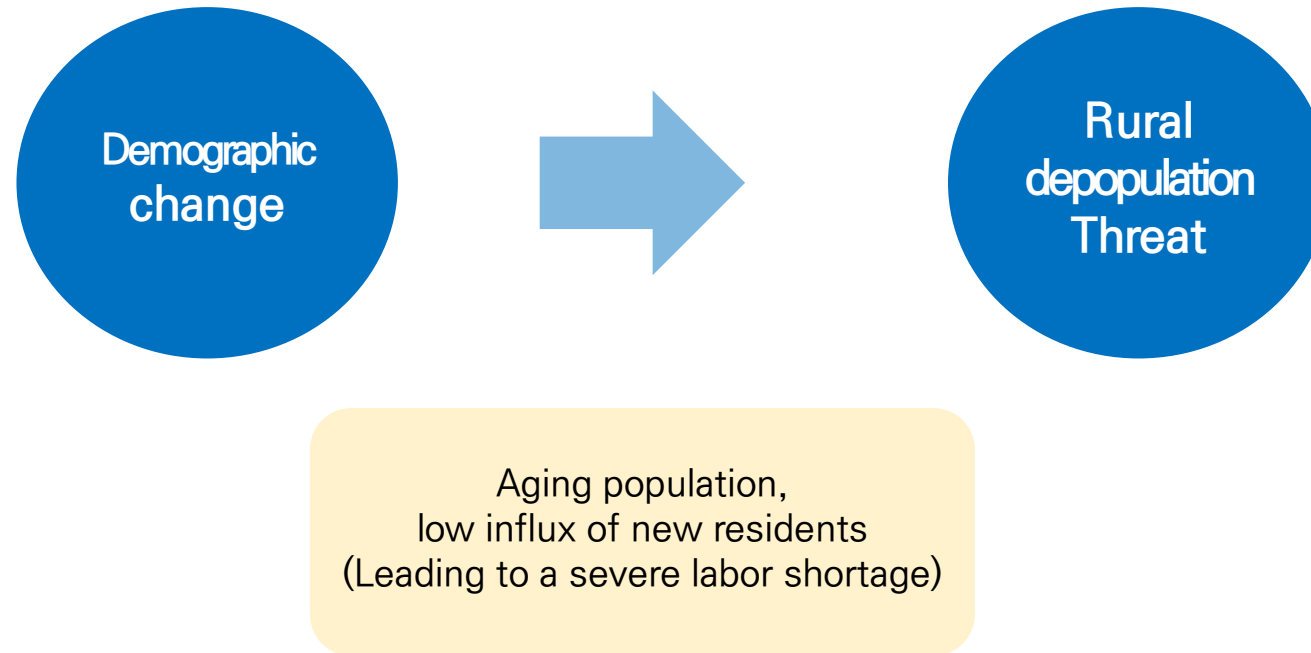 Demographic
change
Rural
depopulation
Threat
Aging population,
low influx of new residents
(Leading to a severe labor shortage)